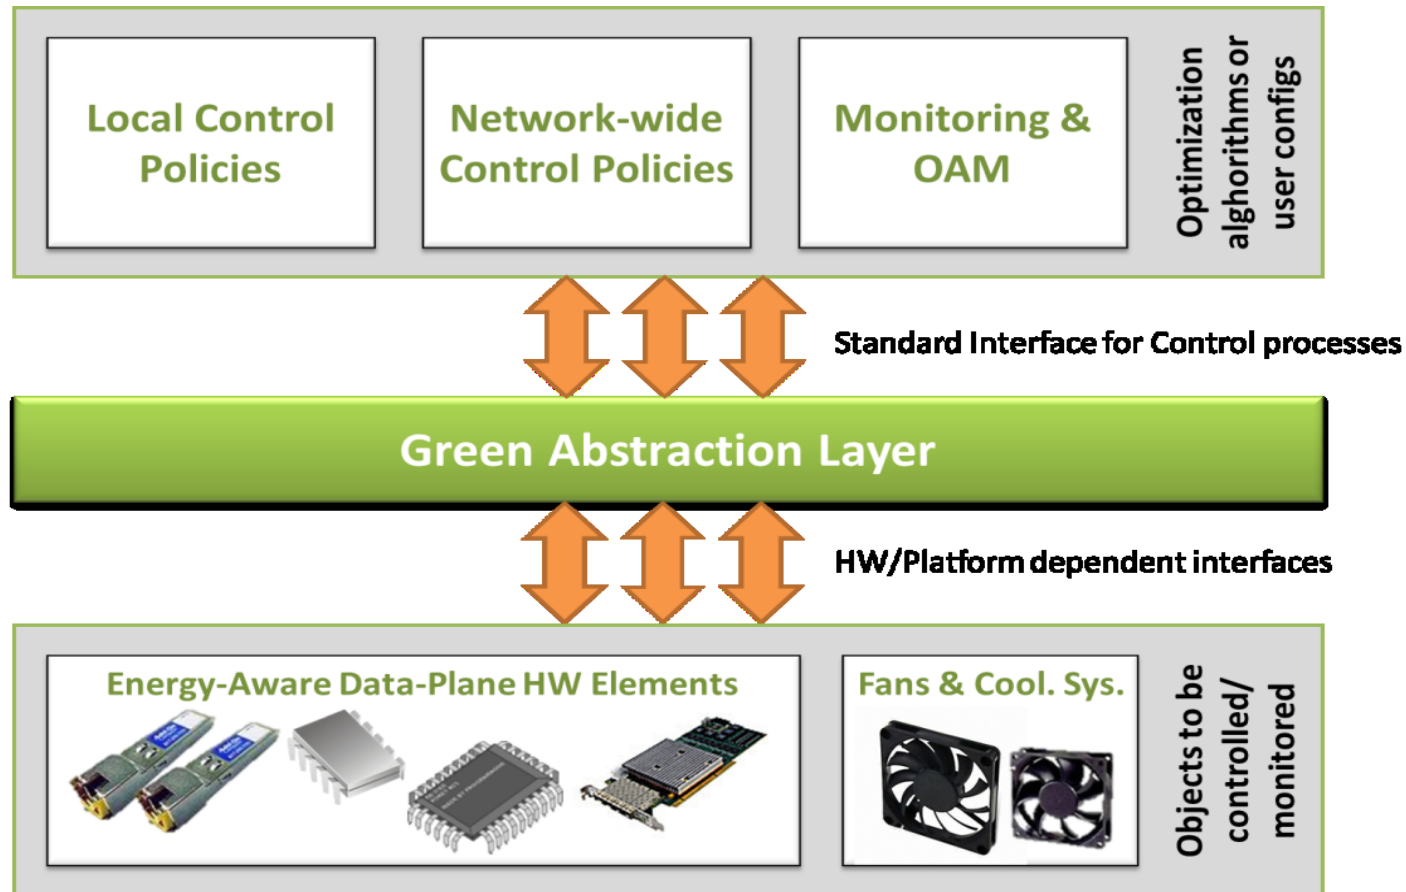 Local Control
Policies
Network-wide
Control Policies
Monitoring &
OAM
Optimization
alghorithms or
user configs
Standard Interface for Control processes
Green Abstraction Layer
HW/Platform dependent interfaces
Energy-Aware Data-Plane HW Elements
Fans & Cool. Sys.
Objects to be
controlled/
monitored